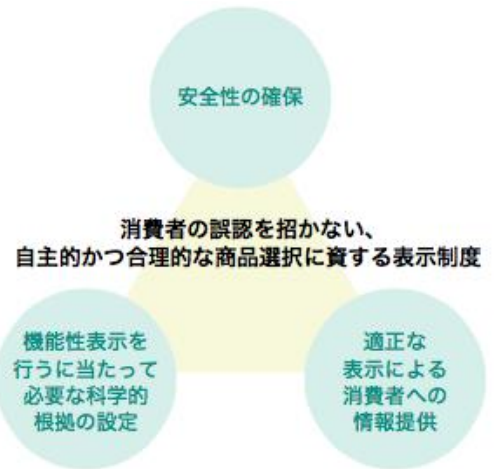 安全性の確保
消費者の誤認を招かない、
自主的かつ合理的な商品選択に資する表示制度
機能性表示を
行うに当たって
必要な科学的
根拠の設定
適正な
表示による
消費者への
情報提供